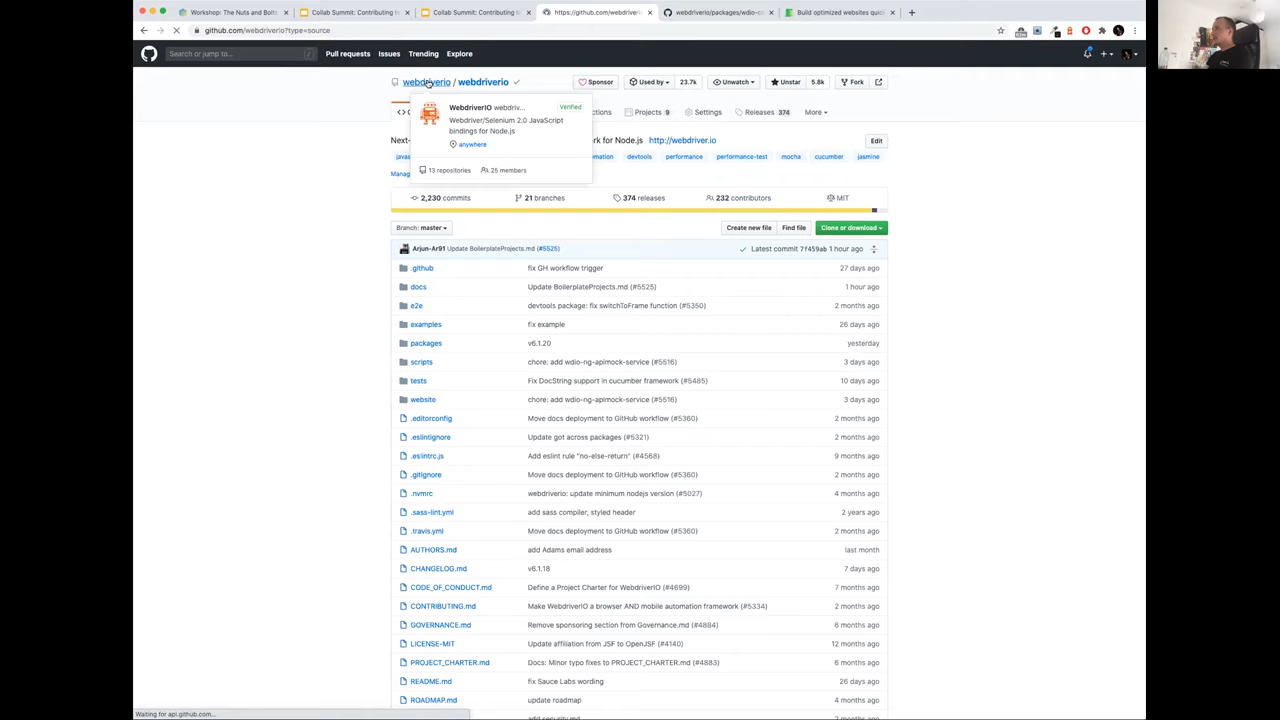 Workshop: The Nuts and Bolts
Collab Summit: Contributing to
Collab Summit: Contributing to
https://github.com/webdriverio
webdriverio/packages/wdio-c
Build optimized websites quick
github.com/webdriverio?type=source
Search or jump to...
Pull requests Issues Trending Explore
webdriverio / webdriverio
Sponsor Used by 23.7k Unwatch Unstar 5.8k Fork
WebdriverIO webdriv... Verified
Webdriver/Selenium 2.0 JavaScript
bindings for Node.js
anywhere
13 repositories 25 members
Projects 9 Settings Releases 374 More
Next- rk for Node.js http://webdriver.io Edit
devtools performance performance-test mocha cucumber jasmine
Manag
2,230 commits 21 branches 374 releases 232 contributors MIT
Branch: master Create new file Find file Clone or download
Arjun-Ar91 Update BoilerplateProjects.md (#5525) Latest commit 7f459ab 1 hour ago
.github fix GH workflow trigger 27 days ago
docs Update BoilerplateProjects.md (#5525) 1 hour ago
e2e devtools package: fix switchToFrame function (#5350) 2 months ago
examples fix example 26 days ago
packages v6.1.20 yesterday
scripts chore: add wdio-ng-apimock-service (#5516) 3 days ago
tests Fix DocString support in cucumber framework (#5485) 10 days ago
website chore: add wdio-ng-apimock-service (#5516) 3 days ago
.editorconfig Move docs deployment to GitHub workflow (#5360) 2 months ago
.eslintignore Update got across packages (#5321) 2 months ago
.eslintrc.js Add eslint rule "no-else-return" (#4568) 9 months ago
.gitignore Move docs deployment to GitHub workflow (#5360) 2 months ago
.nvmrc webdriverio: update minimum nodejs version (#5027) 4 months ago
.sass-lint.yml add sass compiler, styled header 2 years ago
.travis.yml Move docs deployment to GitHub workflow (#5360) 2 months ago
AUTHORS.md add Adams email address last month
CHANGELOG.md v6.1.18 7 days ago
CODE_OF_CONDUCT.md Define a Project Charter for WebdriverIO (#4699) 7 months ago
CONTRIBUTING.md Make WebdriverIO a browser AND mobile automation framework (#5334) 2 months ago
GOVERNANCE.md Remove sponsoring section from Governance.md (#4884) 6 months ago
LICENSE-MIT Update affiliation from JSF to OpenJSF (#4140) 12 months ago
PROJECT_CHARTER.md Docs: Minor typo fixes to PROJECT_CHARTER.md (#4883) 6 months ago
README.md fix Sauce Labs wording 26 days ago
ROADMAP.md update roadmap 2 months ago
Waiting for api.github.com...